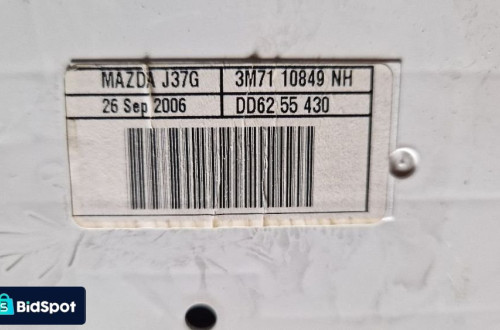 MAZDA J37G 3M71 10849 NH
26 Sep 2006 DD62 55 430
BidSpot